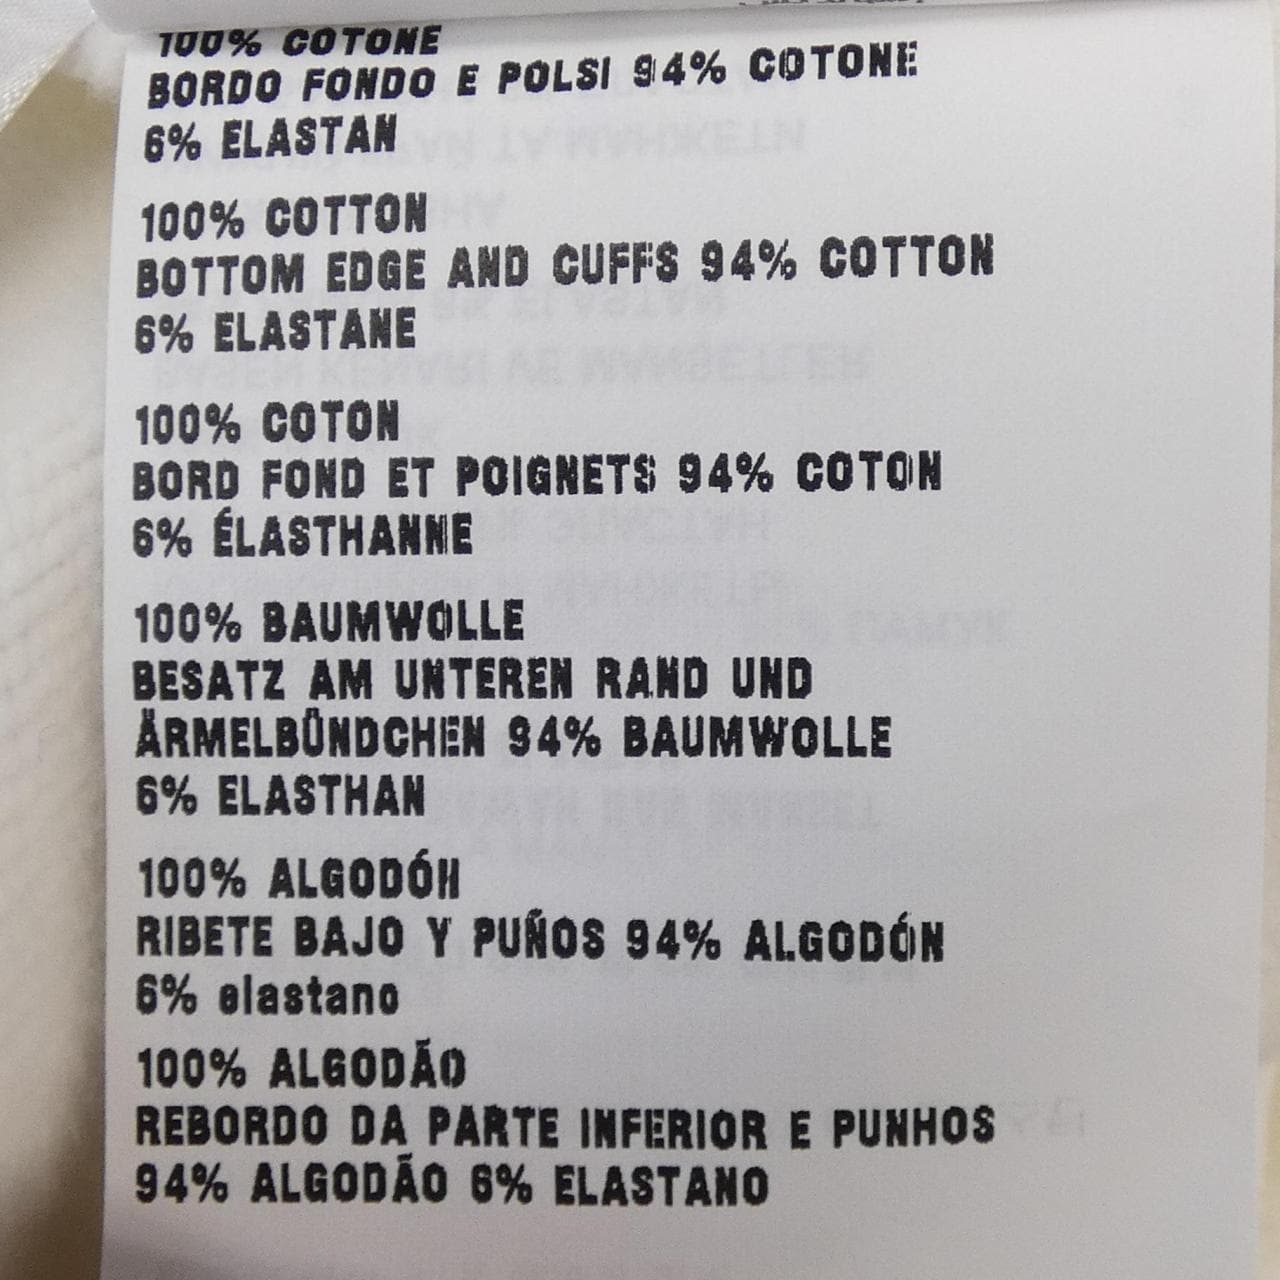 100% COTONE
BORDO FONDO E POLSI 94% COTONE
6% ELASTAN
100% COTTON
BOTTOM EDGE AND CUFFS 94% COTTON
6% ELASTANE
100% COTON
BORD FOND ET POIGNETS 94% COTON
6% ÉLASTHANNE
100% BAUMWOLLE
BESATZ AM UNTEREN RAND UND
ÄRMELBÜNDCHEN 94% BAUMWOLLE
6% ELASTHAN
100% ALGODÓN
RIBETE BAJO Y PUÑOS 94% ALGODÓN
6% elastano
100% ALGODÃO
REBORDO DA PARTE INFERIOR E PUNHOS
94% ALGODÃO 6% ELASTANO